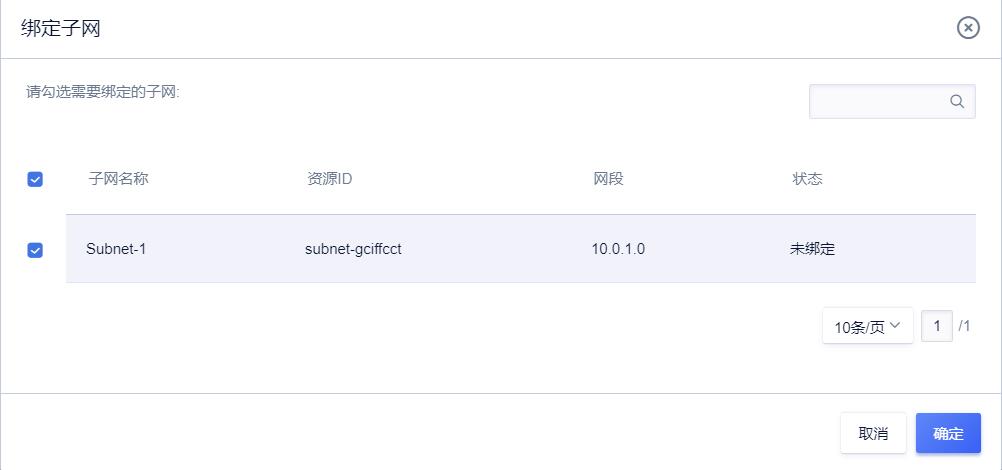 绑定子网
请勾选需要绑定的子网:
子网名称 资源ID 网段 状态
Subnet-1 subnet-gciffcct 10.0.1.0 未绑定
10条/页 1 /1
取消 确定